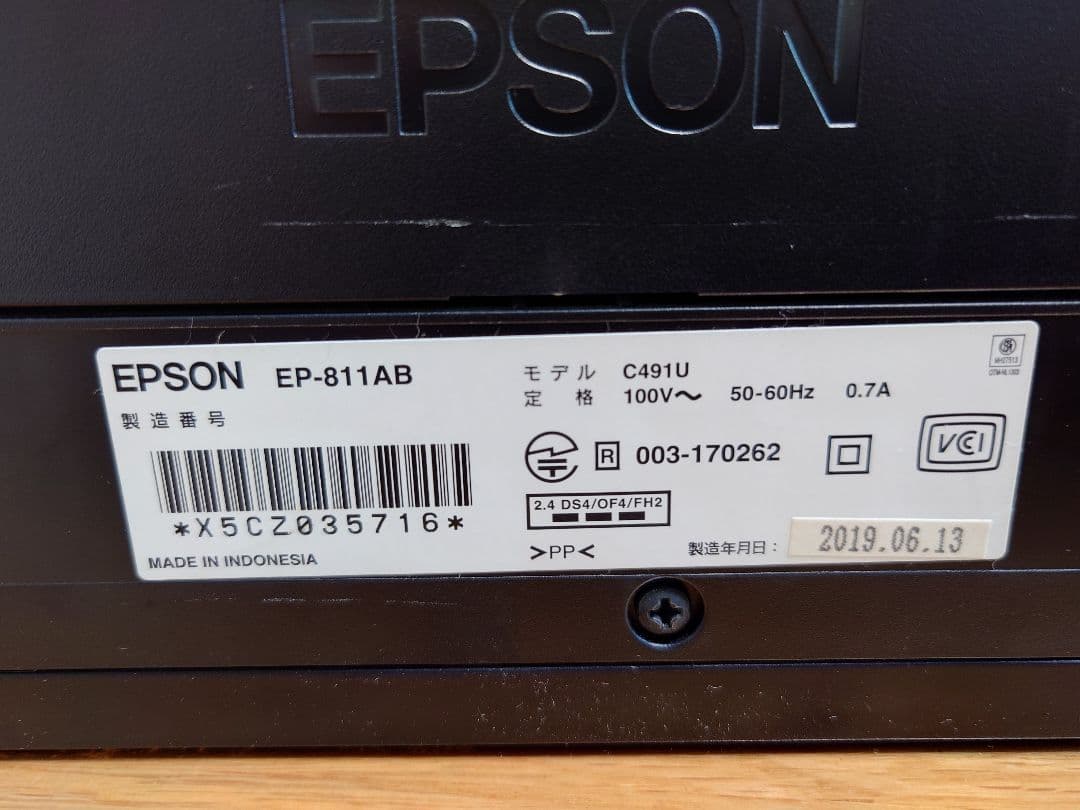 EPSON
EPSON EP-811AB
モデル C491U
定格 100V〜 50-60Hz 0.7A
製造番号
R 003-170262
VCI
2.4 DS4/OF4/FH2
*X5CZ035716*
MADE IN INDONESIA
>PP<
製造年月日: 2019.06.13